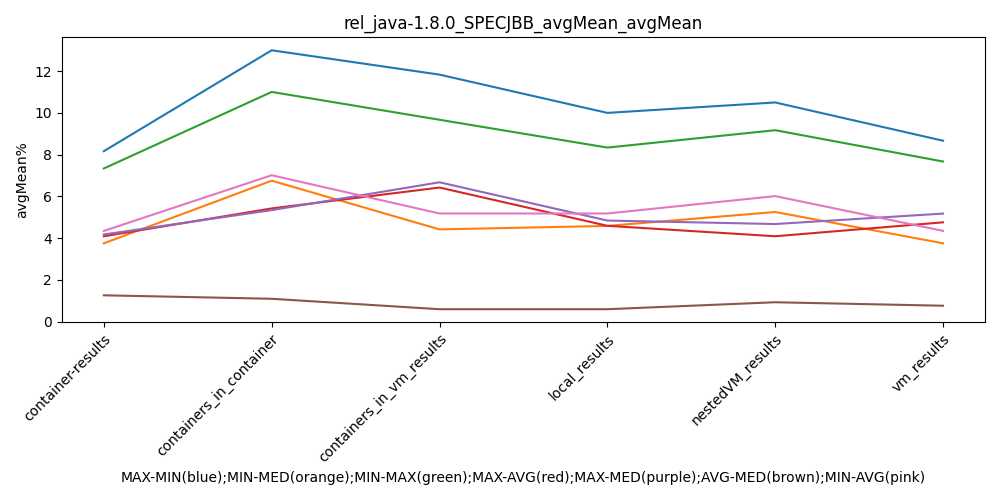 rel_java-1.8.0_SPECJBB_avgMean_avgMean
avgMean%
12
10
8
6
4
2
0
container-results
containers_in_container
containers_in_vm_results
local_results
nestedVM_results
vm_results
MAX-MIN(blue);MIN-MED(orange);MIN-MAX(green);MAX-AVG(red);MAX-MED(purple);AVG-MED(brown);MIN-AVG(pink)